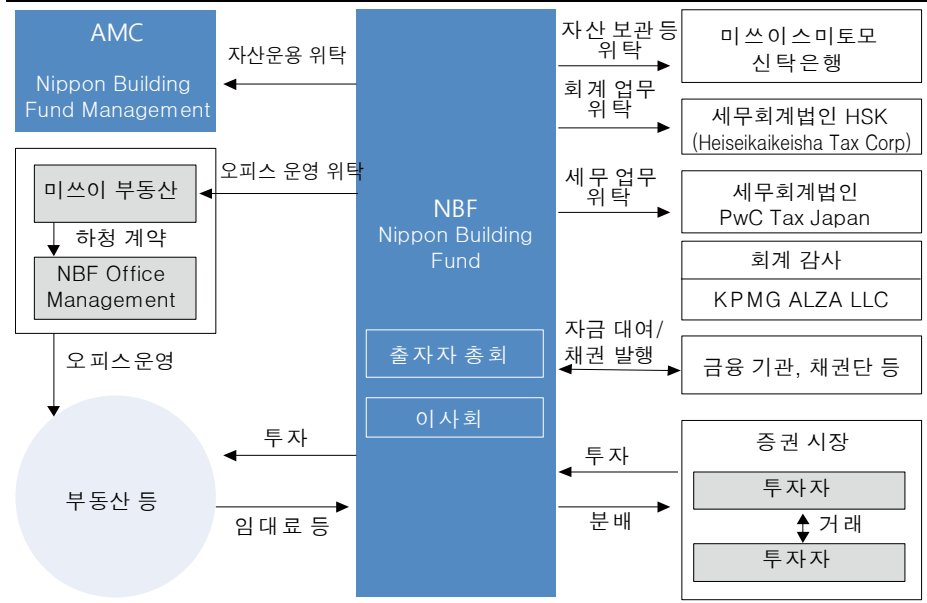 AMC
Nippon Building
Fund Management
자산운용 위탁
자산 보관 등
위탁
미쓰이스미토모
신탁은행
회계 업무
위탁
세무회계법인 HSK
(Heiseikaikeisha Tax Corp)
오피스 운영 위탁
미쓰이 부동산
하청 계약
NBF Office
Management
NBF
Nippon Building
Fund
세무 업무
위탁
세무회계법인
PwC Tax Japan
회계 감사
KPMG ALZA LLC
오피스운영
출자자 총회
이사회
자금 대여/
채권 발행
금융 기관, 채권단 등
부동산 등
투자
임대료 등
투자
분배
증권 시장
투자자
거래
투자자